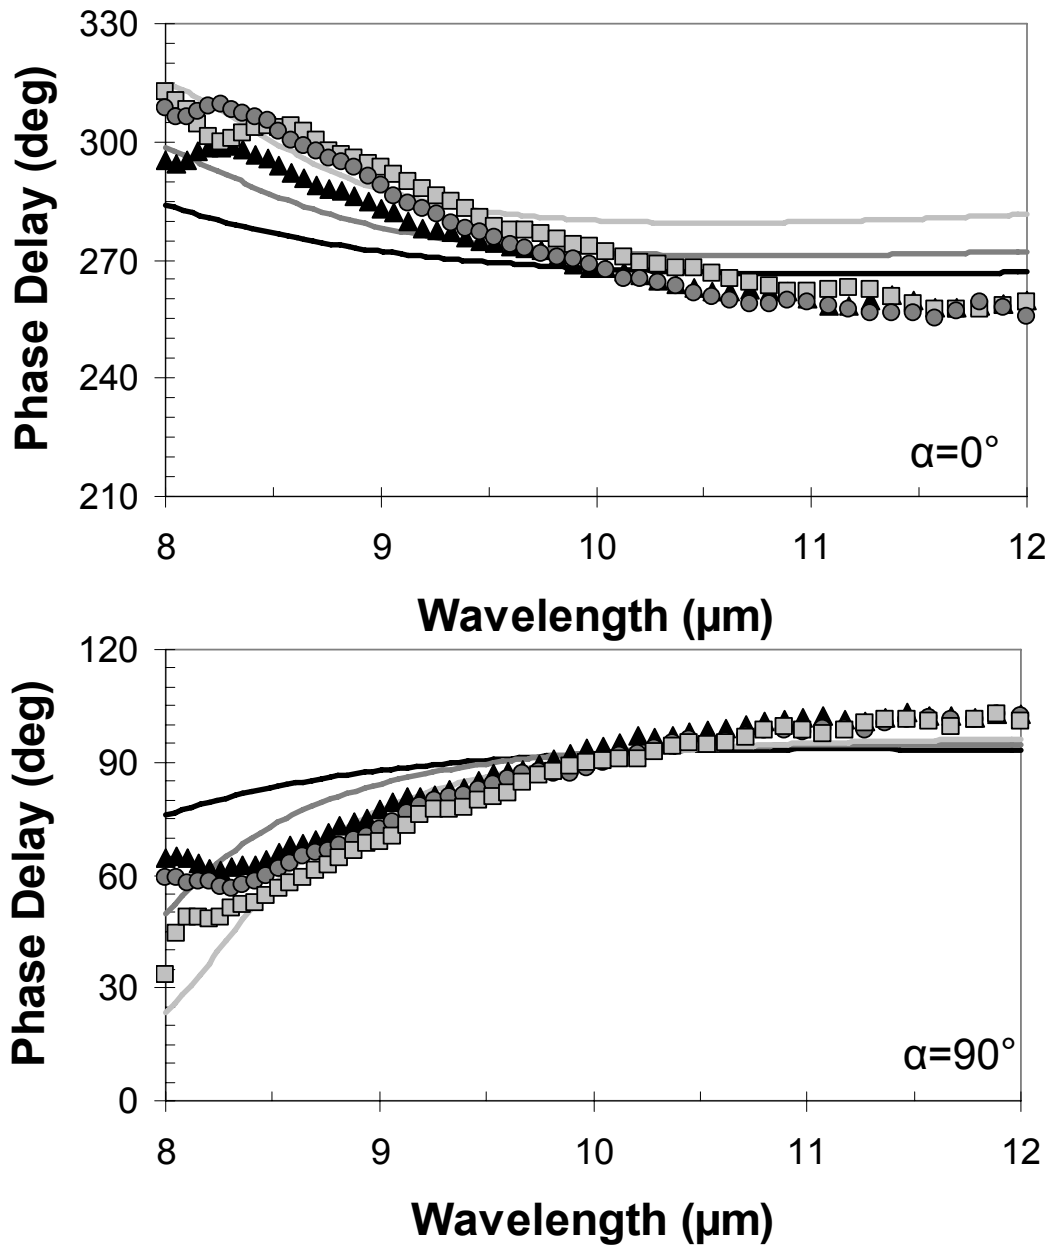 330
300
270
240
210
Phase Delay (deg)
α=0°
8 9 10 11 12
Wavelength (µm)
120
90
60
30
0
Phase Delay (deg)
α=90°
8 9 10 11 12
Wavelength (µm)